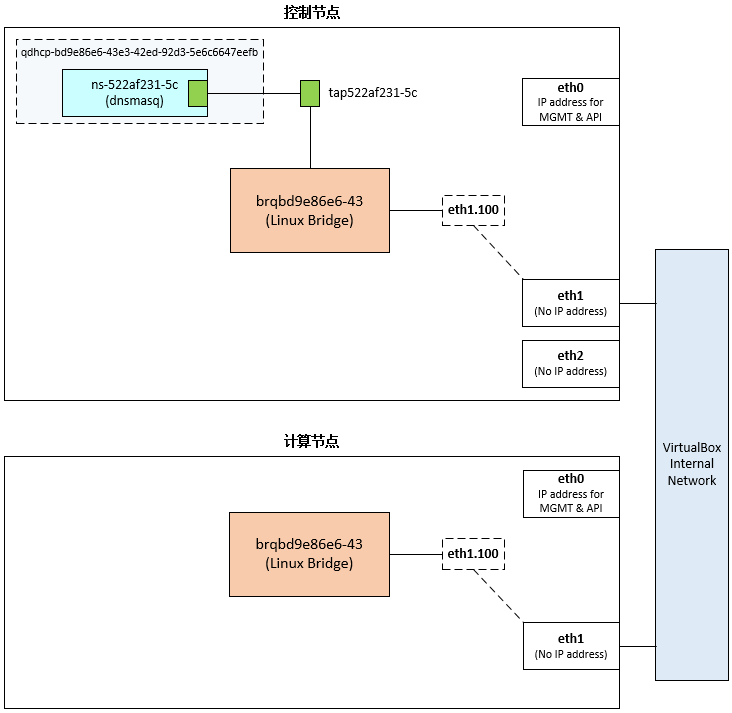 控制节点
qdhcp-bd9e86e6-43e3-42ed-92d3-5e6c6647eefb
ns-522af231-5c
(dnsmasq)
tap522af231-5c
eth0
IP address for
MGMT & API
brqbd9e86e6-43
(Linux Bridge)
eth1.100
eth1
(No IP address)
eth2
(No IP address)
VirtualBox
Internal
Network
计算节点
eth0
IP address for
MGMT & API
brqbd9e86e6-43
(Linux Bridge)
eth1.100
eth1
(No IP address)